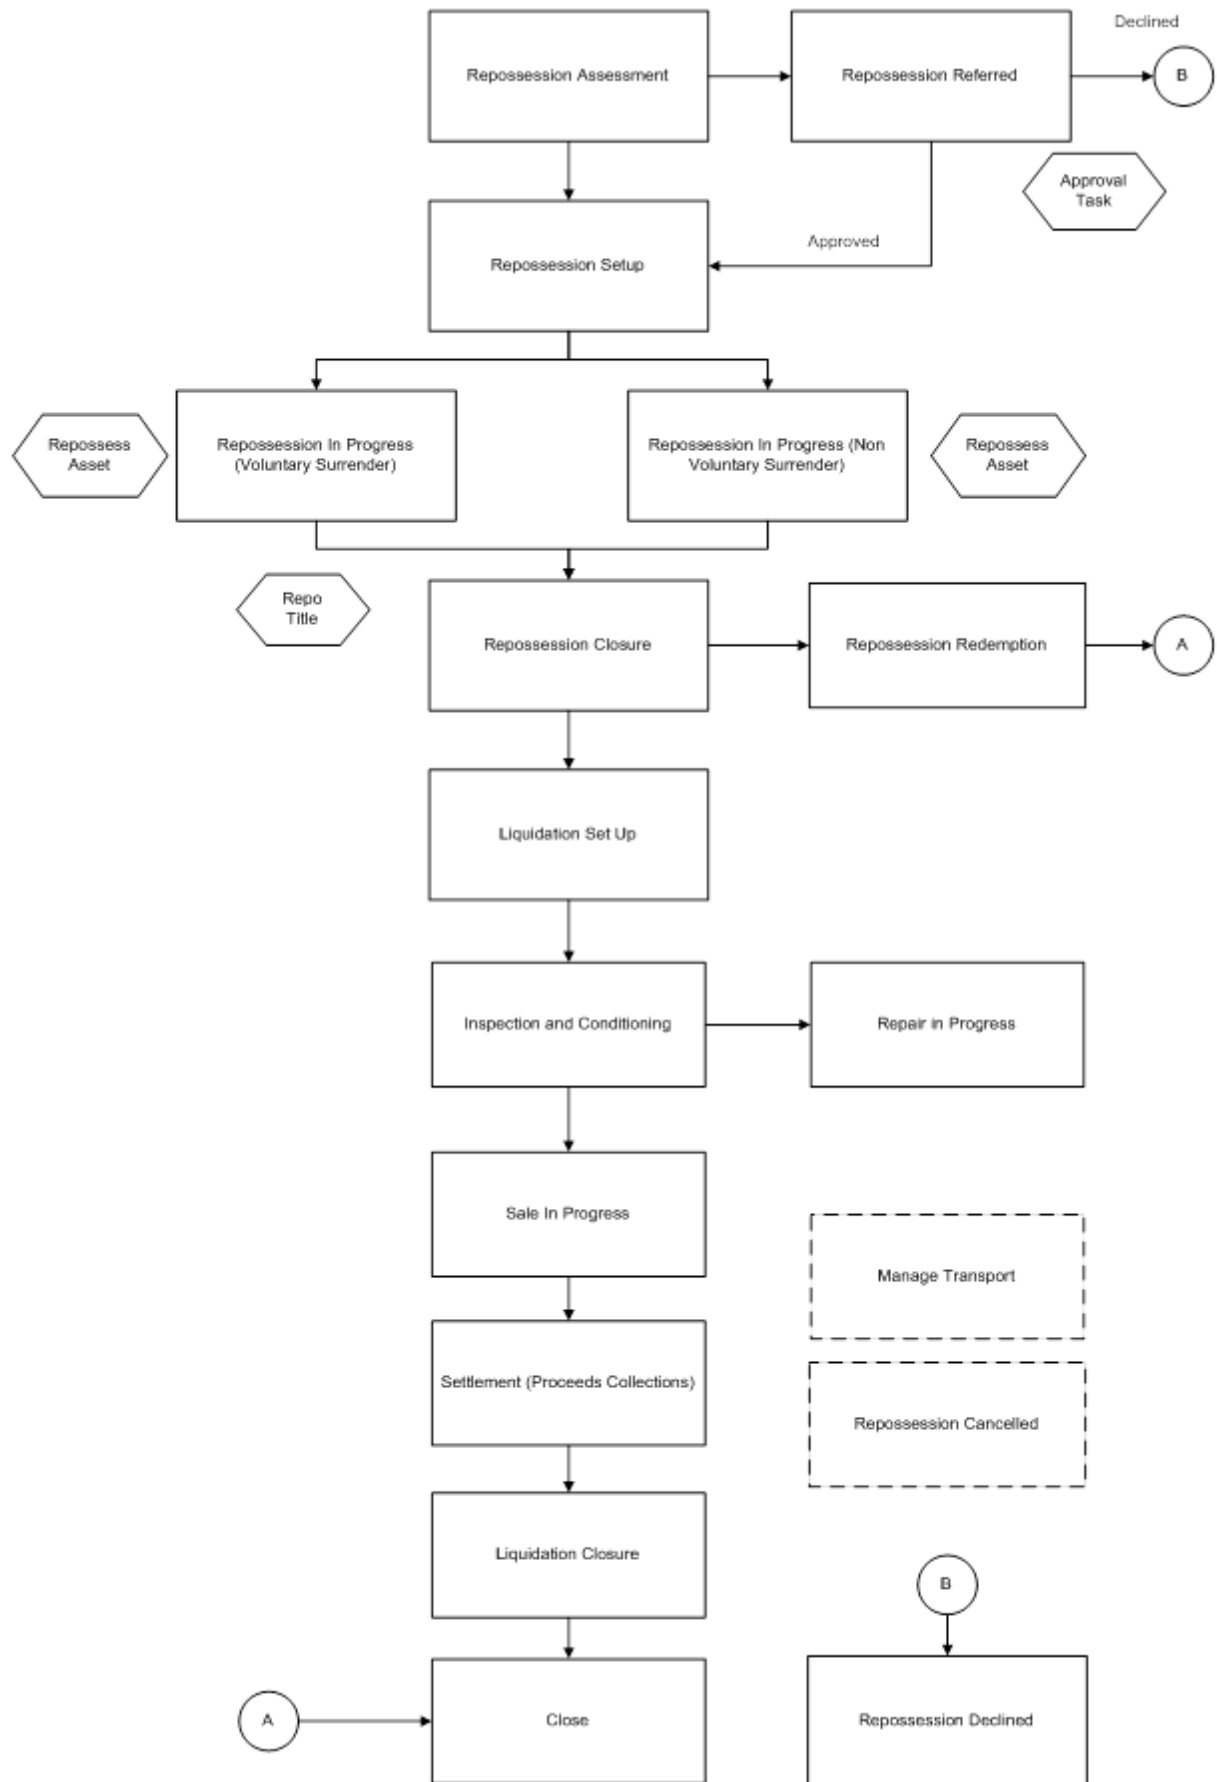 Declined
Repossession Assessment
Repossession Referred
B
Approval
Task
Approved
Repossession Setup
Repossess
Asset
Repossession In Progress
(Voluntary Surrender)
Repossession In Progress (Non
Voluntary Surrender)
Repossess
Asset
Repo
Title
Repossession Closure
Repossession Redemption
A
Liquidation Set Up
Inspection and Conditioning
Repair in Progress
Sale In Progress
Manage Transport
Settlement (Proceeds Collections)
Repossession Cancelled
Liquidation Closure
B
A
Close
Repossession Declined